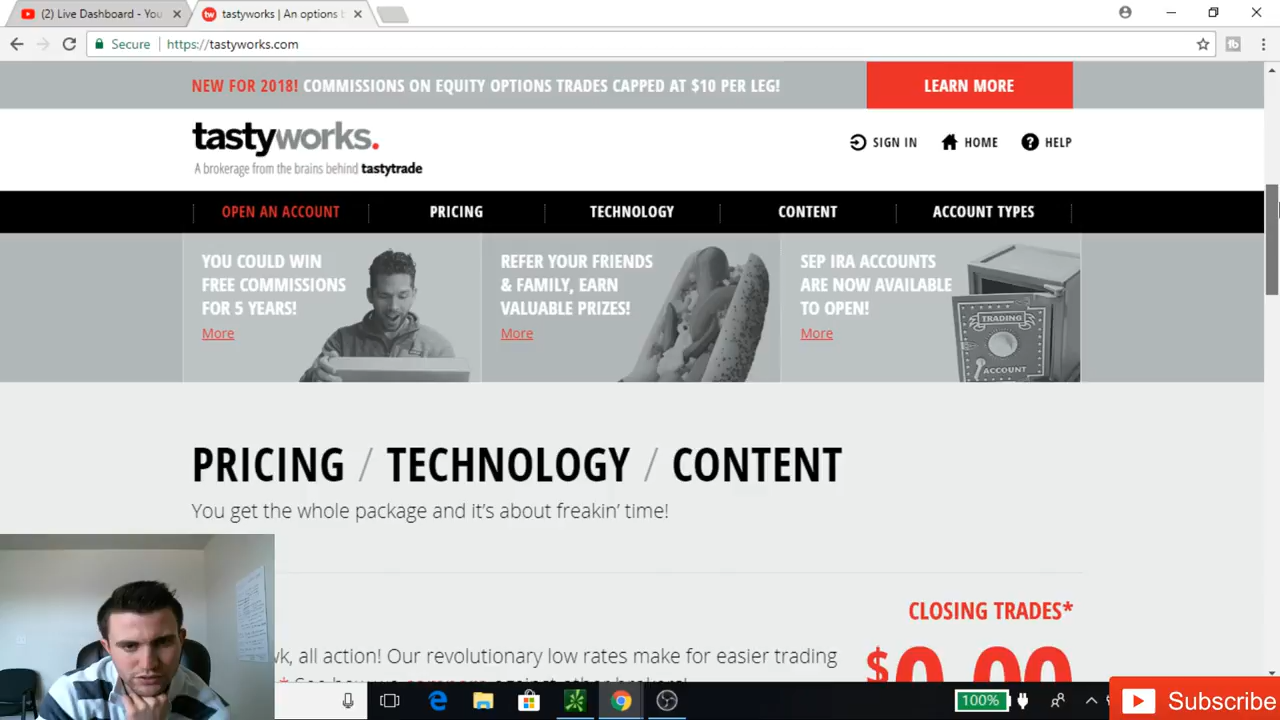 (2) Live Dashboard - You
tastyworks | An options b
Secure
https://tastyworks.com
NEW FOR 2018! COMMISSIONS ON EQUITY OPTIONS TRADES CAPPED AT $10 PER LEG!
LEARN MORE
tastyworks.
A brokerage from the brains behind tastytrade
SIGN IN
HOME
HELP
OPEN AN ACCOUNT
PRICING
TECHNOLOGY
CONTENT
ACCOUNT TYPES
YOU COULD WIN
FREE COMMISSIONS
FOR 5 YEARS!
More
REFER YOUR FRIENDS
& FAMILY, EARN
VALUABLE PRIZES!
More
SEP IRA ACCOUNTS
ARE NOW AVAILABLE
TO OPEN!
More
TRADING
ACCOUNT
PRICING / TECHNOLOGY / CONTENT
You get the whole package and it's about freakin' time!
CLOSING TRADES*
all action! Our revolutionary low rates make for easier trading
$0.00
100%
Subscribe